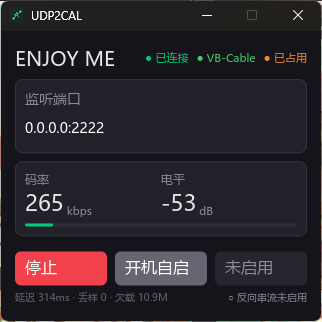 UDP2CAL
ENJOY ME ● 已连接 ● VB-Cable ● 已占用
监听端口
0.0.0.0:2222
码率 电平
265 kbps -53 dB
停止 开机自启 未启用
延迟 314ms · 丢样 0 · 欠载 10.9M ○ 反向串流未启用